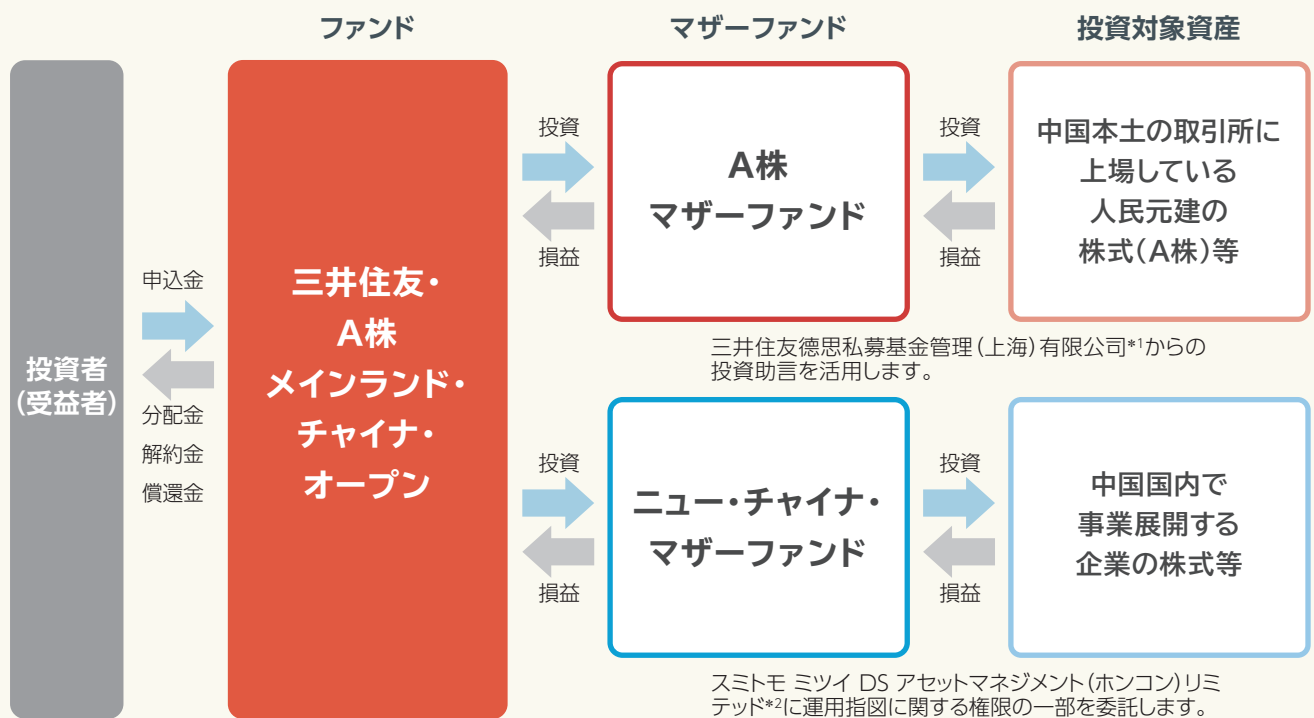 ファンド
マザーファンド
投資対象資産
投資者
(受益者)
申込金
分配金
解約金
償還金
三井住友・
A株
メインランド・
チャイナ・
オープン
投資
損益
A株
マザーファンド
投資
損益
中国本土の取引所に
上場している
人民元建の
株式(A株)等
三井住友德思私募基金管理(上海)有限公司*1からの
投資助言を活用します。
投資
損益
ニュー・チャイナ・
マザーファンド
投資
損益
中国国内で
事業展開する
企業の株式等
スミトモ ミツイ DS アセットマネジメント(ホンコン)リミ
テッド*2に運用指図に関する権限の一部を委託します。